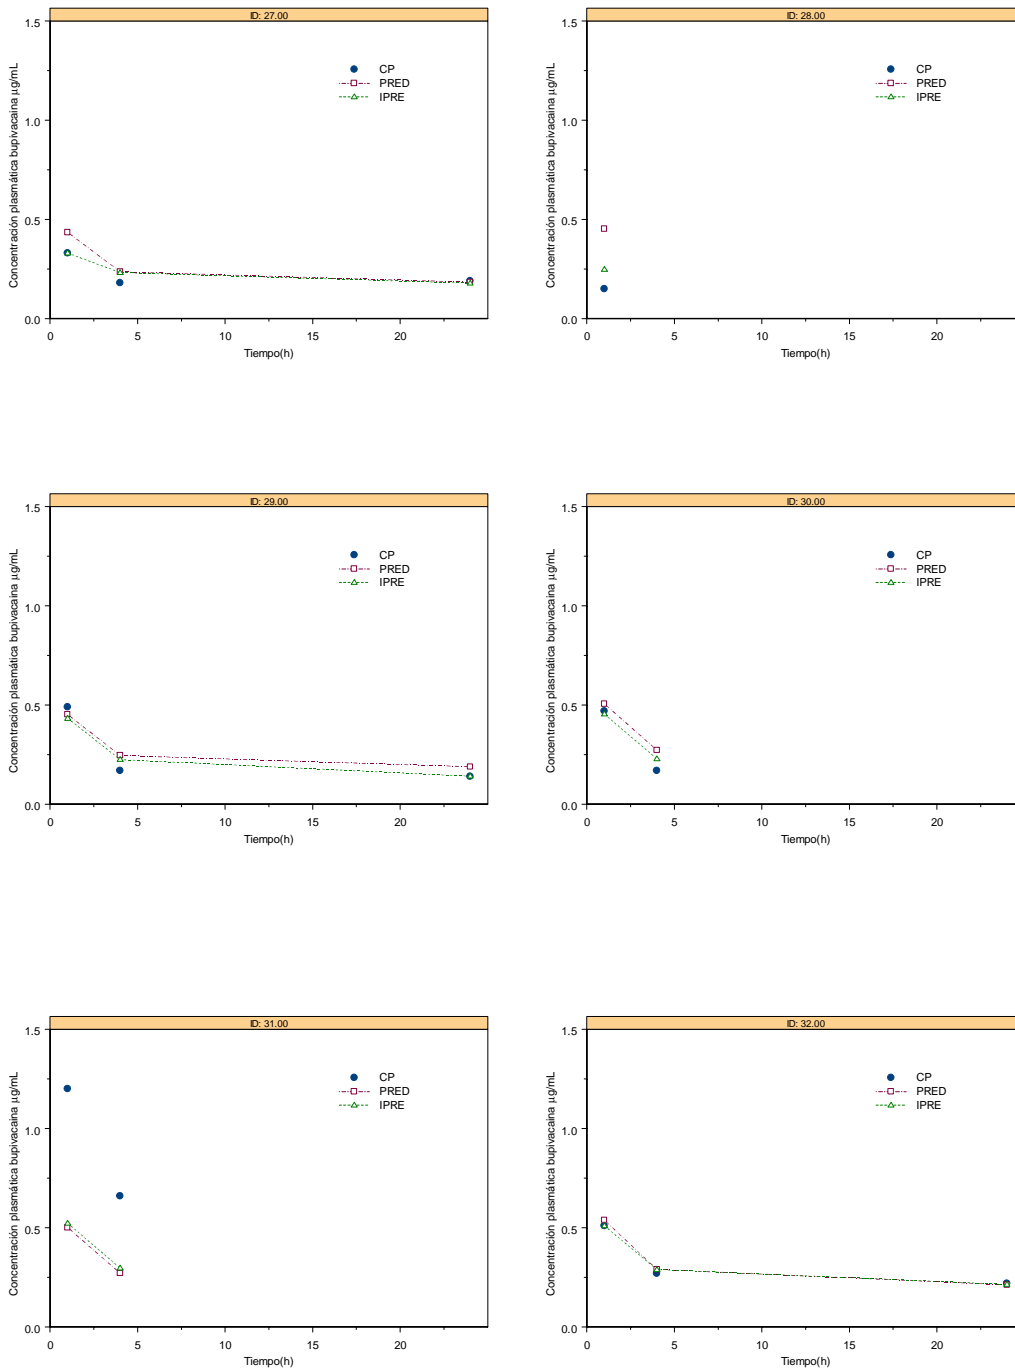 ID: 27.00
Concentración plasmática bupivacaina µg/mL
1.5
1.0
0.5
0.0
CP
PRED
IPRE
0 5 10 15 20
Tiempo(h)
ID: 28.00
Concentración plasmática bupivacaina µg/mL
1.5
1.0
0.5
0.0
CP
PRED
IPRE
0 5 10 15 20
Tiempo(h)
ID: 29.00
Concentración plasmática bupivacaina µg/mL
1.5
1.0
0.5
0.0
CP
PRED
IPRE
0 5 10 15 20
Tiempo(h)
ID: 30.00
Concentración plasmática bupivacaina µg/mL
1.5
1.0
0.5
0.0
CP
PRED
IPRE
0 5 10 15 20
Tiempo(h)
ID: 31.00
Concentración plasmática bupivacaina µg/mL
1.5
1.0
0.5
0.0
CP
PRED
IPRE
0 5 10 15 20
Tiempo(h)
ID: 32.00
Concentración plasmática bupivacaina µg/mL
1.5
1.0
0.5
0.0
CP
PRED
IPRE
0 5 10 15 20
Tiempo(h)